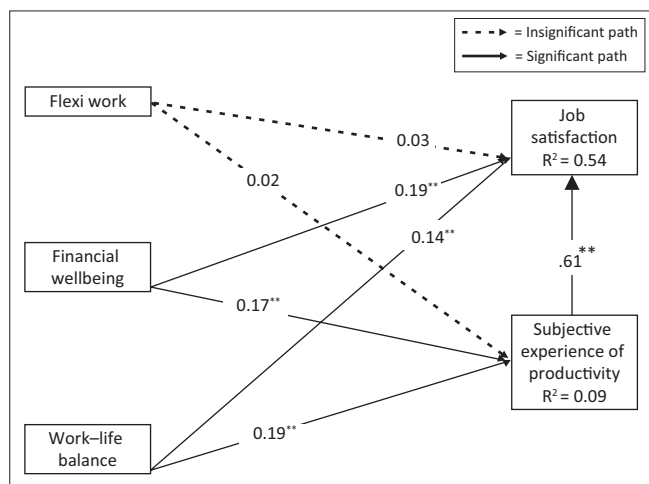 = Insignificant path
= Significant path
Flexi work
Job
satisfaction
R² = 0.54
0.03
0.02
0.19**
0.14**
Financial
wellbeing
.61**
0.17**
Subjective
experience of
productivity
R² = 0.09
0.19**
Work–life
balance